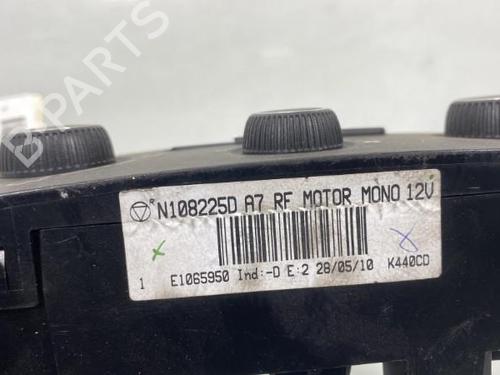 B-PARTS
N108225D A7 RF MOTOR MONO 12V
1 E1065950 Ind:-D E:2 28/05/10 K440CD